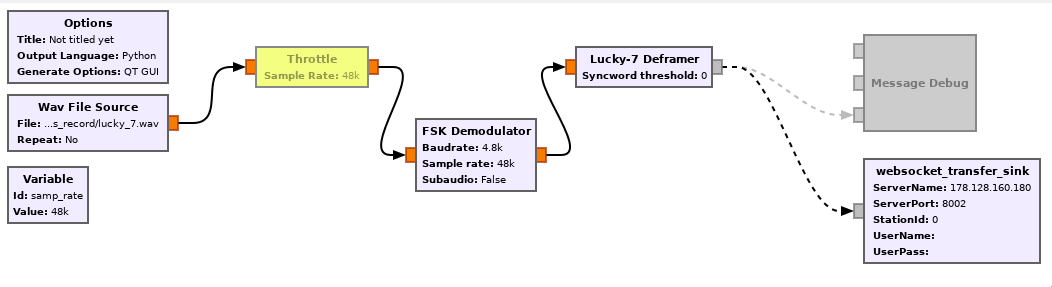 Options
Title: Not titled yet
Output Language: Python
Generate Options: QT GUI
Wav File Source
File: ...s_record/lucky_7.wav
Repeat: No
Variable
Id: samp_rate
Value: 48k
Throttle
Sample Rate: 48k
FSK Demodulator
Baudrate: 4.8k
Sample rate: 48k
Subaudio: False
Lucky-7 Deframer
Syncword threshold: 0
Message Debug
websocket_transfer_sink
ServerName: 178.128.160.180
ServerPort: 8002
StationId: 0
UserName:
UserPass: